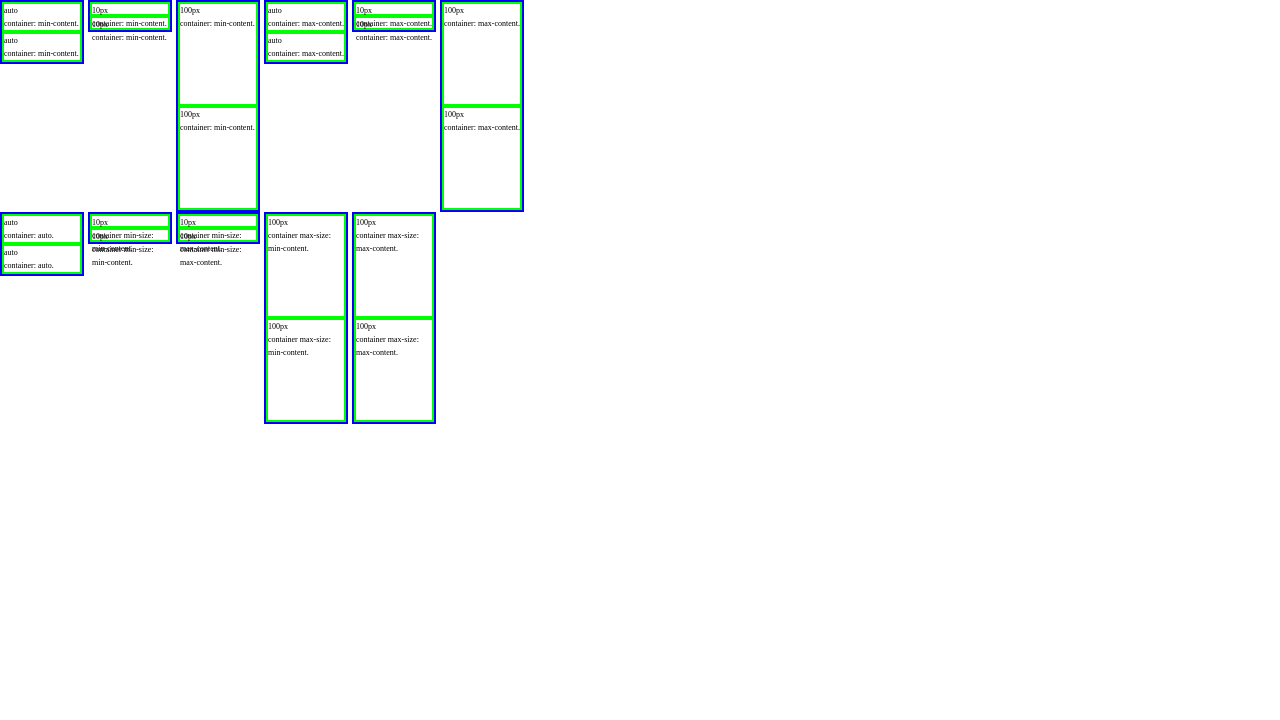 auto
container: min-content.
auto
container: min-content.
10px
container: min-content.
10px
container: min-content.
100px
container: min-content.
100px
container: min-content.
auto
container: max-content.
auto
container: max-content.
10px
container: max-content.
10px
container: max-content.
100px
container: max-content.
100px
container: max-content.
auto
container: auto.
auto
container: auto.
10px
container min-size:
min-content.
10px
container min-size:
min-content.
10px
container min-size:
max-content.
10px
container min-size:
max-content.
100px
container max-size:
min-content.
100px
container max-size:
min-content.
100px
container max-size:
max-content.
100px
container max-size:
max-content.